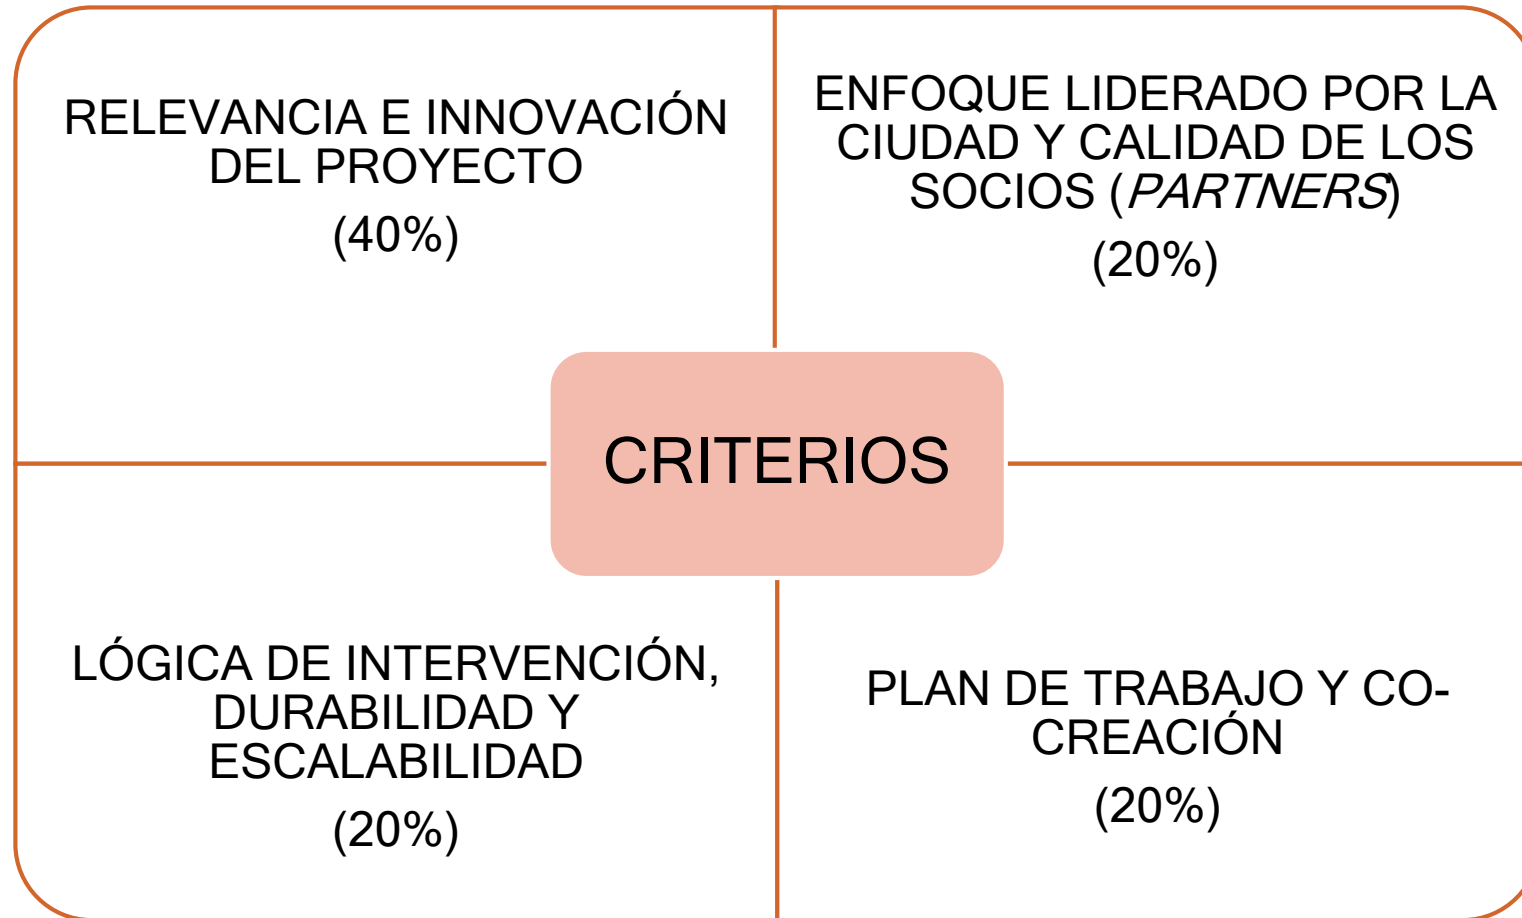 RELEVANCIA E INNOVACIÓN
DEL PROYECTO
(40%)
ENFOQUE LIDERADO POR LA
CIUDAD Y CALIDAD DE LOS
SOCIOS (PARTNERS)
(20%)
CRITERIOS
LÓGICA DE INTERVENCIÓN,
DURABILIDAD Y
ESCALABILIDAD
(20%)
PLAN DE TRABAJO Y CO-
CREACIÓN
(20%)